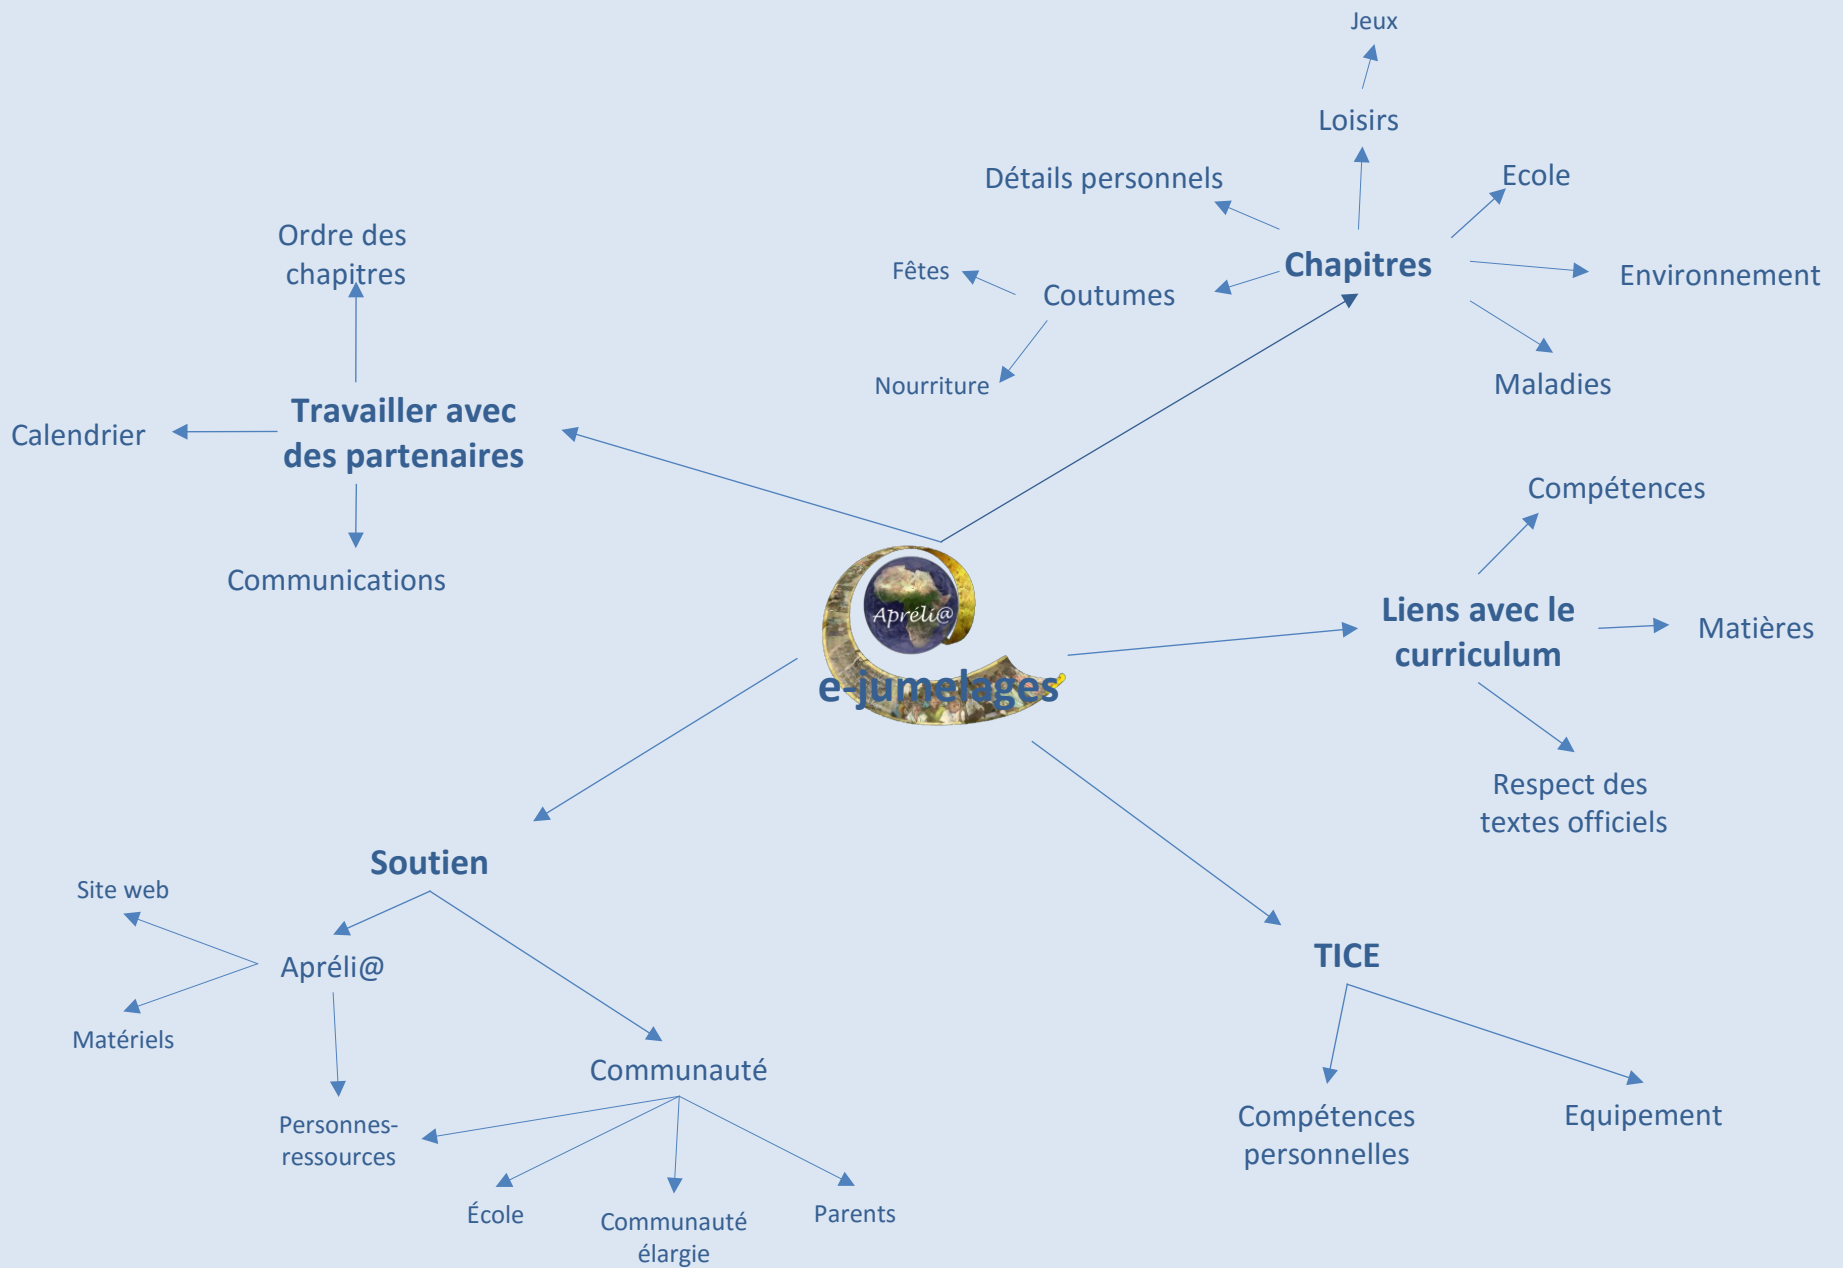 Jeux
Loisirs
Détails personnels
Ecole
Chapitres
Environnement
Fêtes
Coutumes
Nourriture
Maladies
Ordre des
chapitres
Travailler avec
des partenaires
Calendrier
Communications
Compétences
Liens avec le
curriculum
Matières
Respect des
textes officiels
Apréli@
e-jumelages
Soutien
Site web
Apréli@
Matériels
Personnes-
ressources
Communauté
École
Communauté
élargie
Parents
TICE
Compétences
personnelles
Equipement